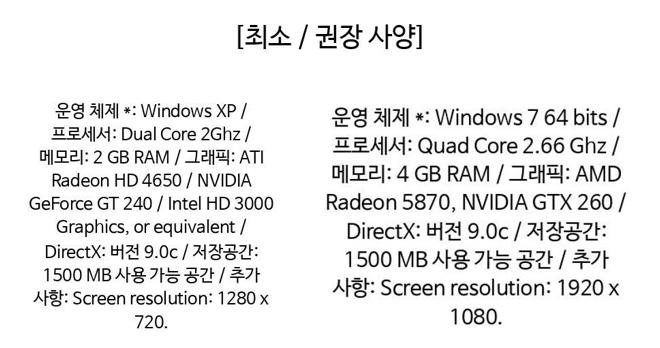 [최소 / 권장 사양]
운영 체제 *: Windows XP /
프로세서: Dual Core 2Ghz /
메모리: 2 GB RAM / 그래픽: ATI
Radeon HD 4650 / NVIDIA
GeForce GT 240 / Intel HD 3000
Graphics, or equivalent /
DirectX: 버전 9.0c / 저장공간:
1500 MB 사용 가능 공간 / 추가
사항: Screen resolution: 1280 x
720.
운영 체제 *: Windows 7 64 bits /
프로세서: Quad Core 2.66 Ghz /
메모리: 4 GB RAM / 그래픽: AMD
Radeon 5870, NVIDIA GTX 260 /
DirectX: 버전 9.0c / 저장공간:
1500 MB 사용 가능 공간 / 추가
사항: Screen resolution: 1920 x
1080.